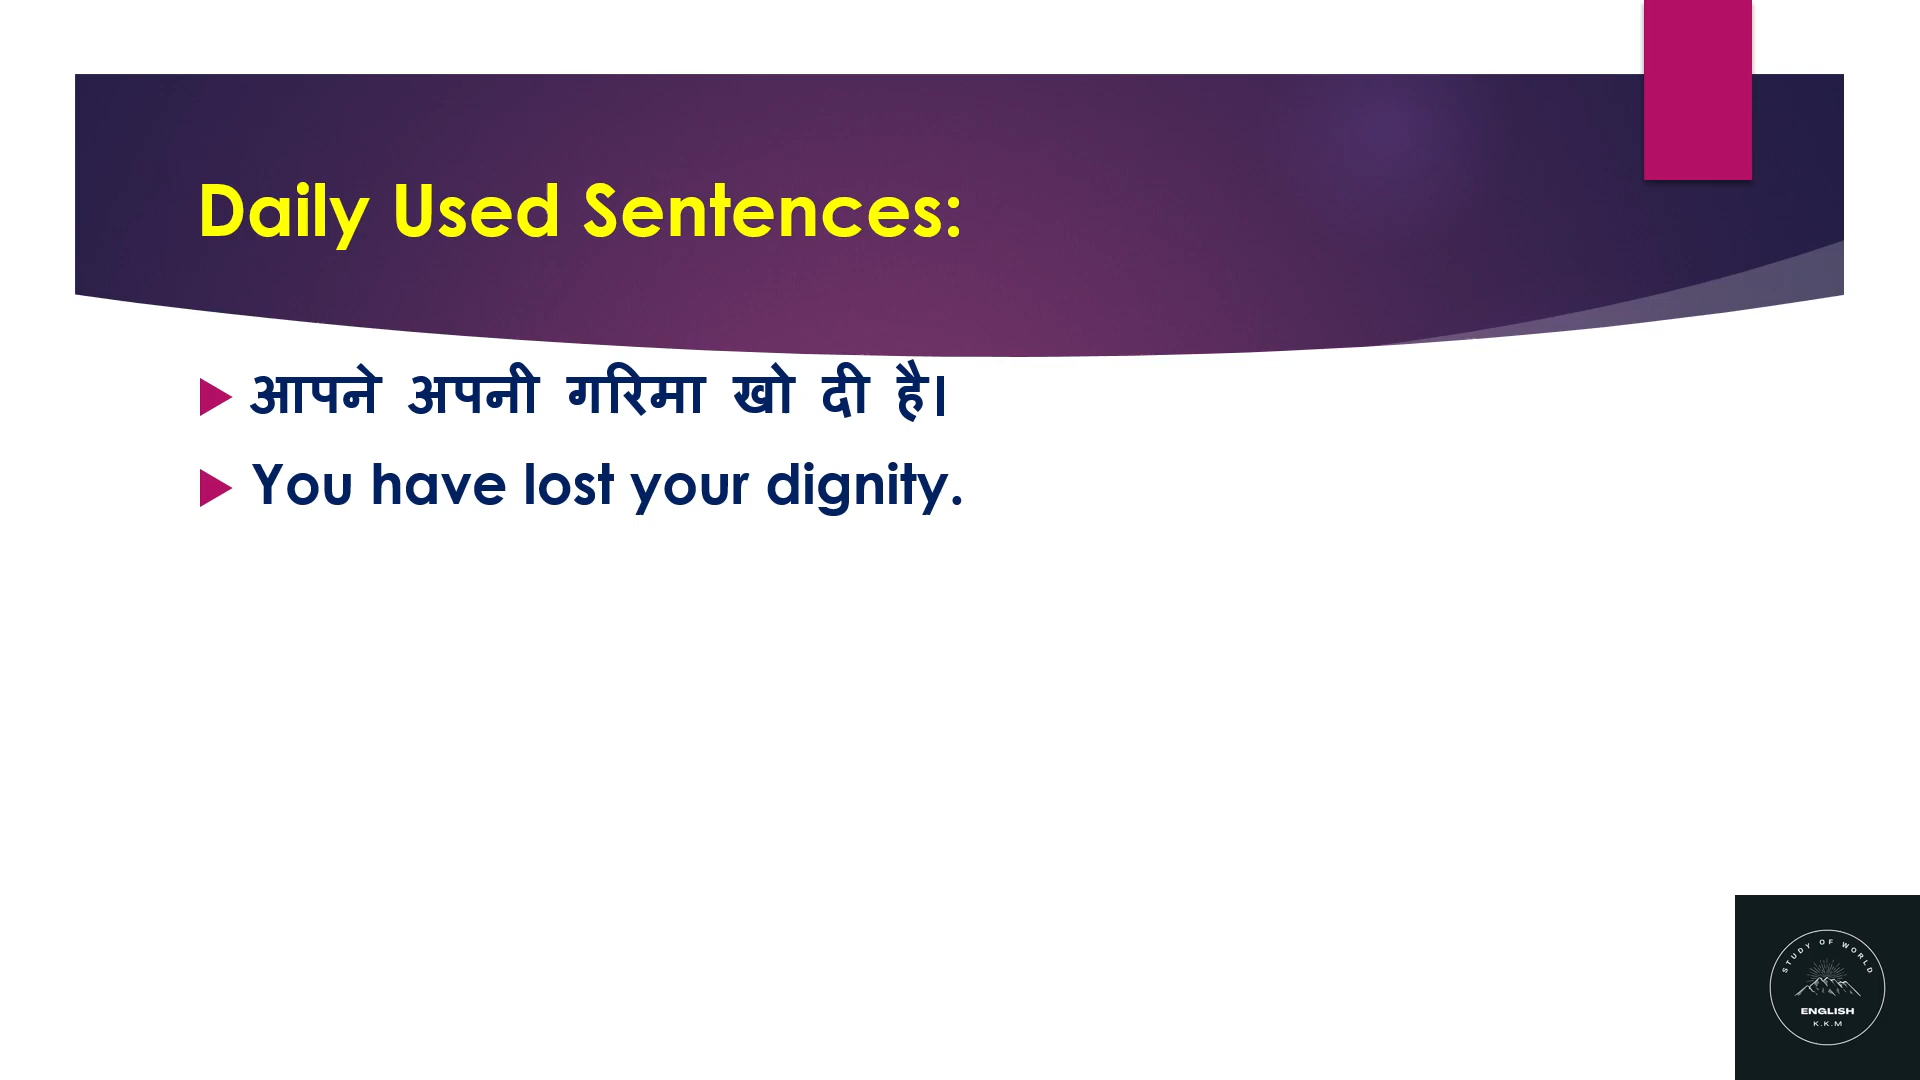 Daily Used Sentences:
आपने अपनी गरिमा खो दी है।
You have lost your dignity.
STUDY OF WORLD
ENGLISH
K.K.M